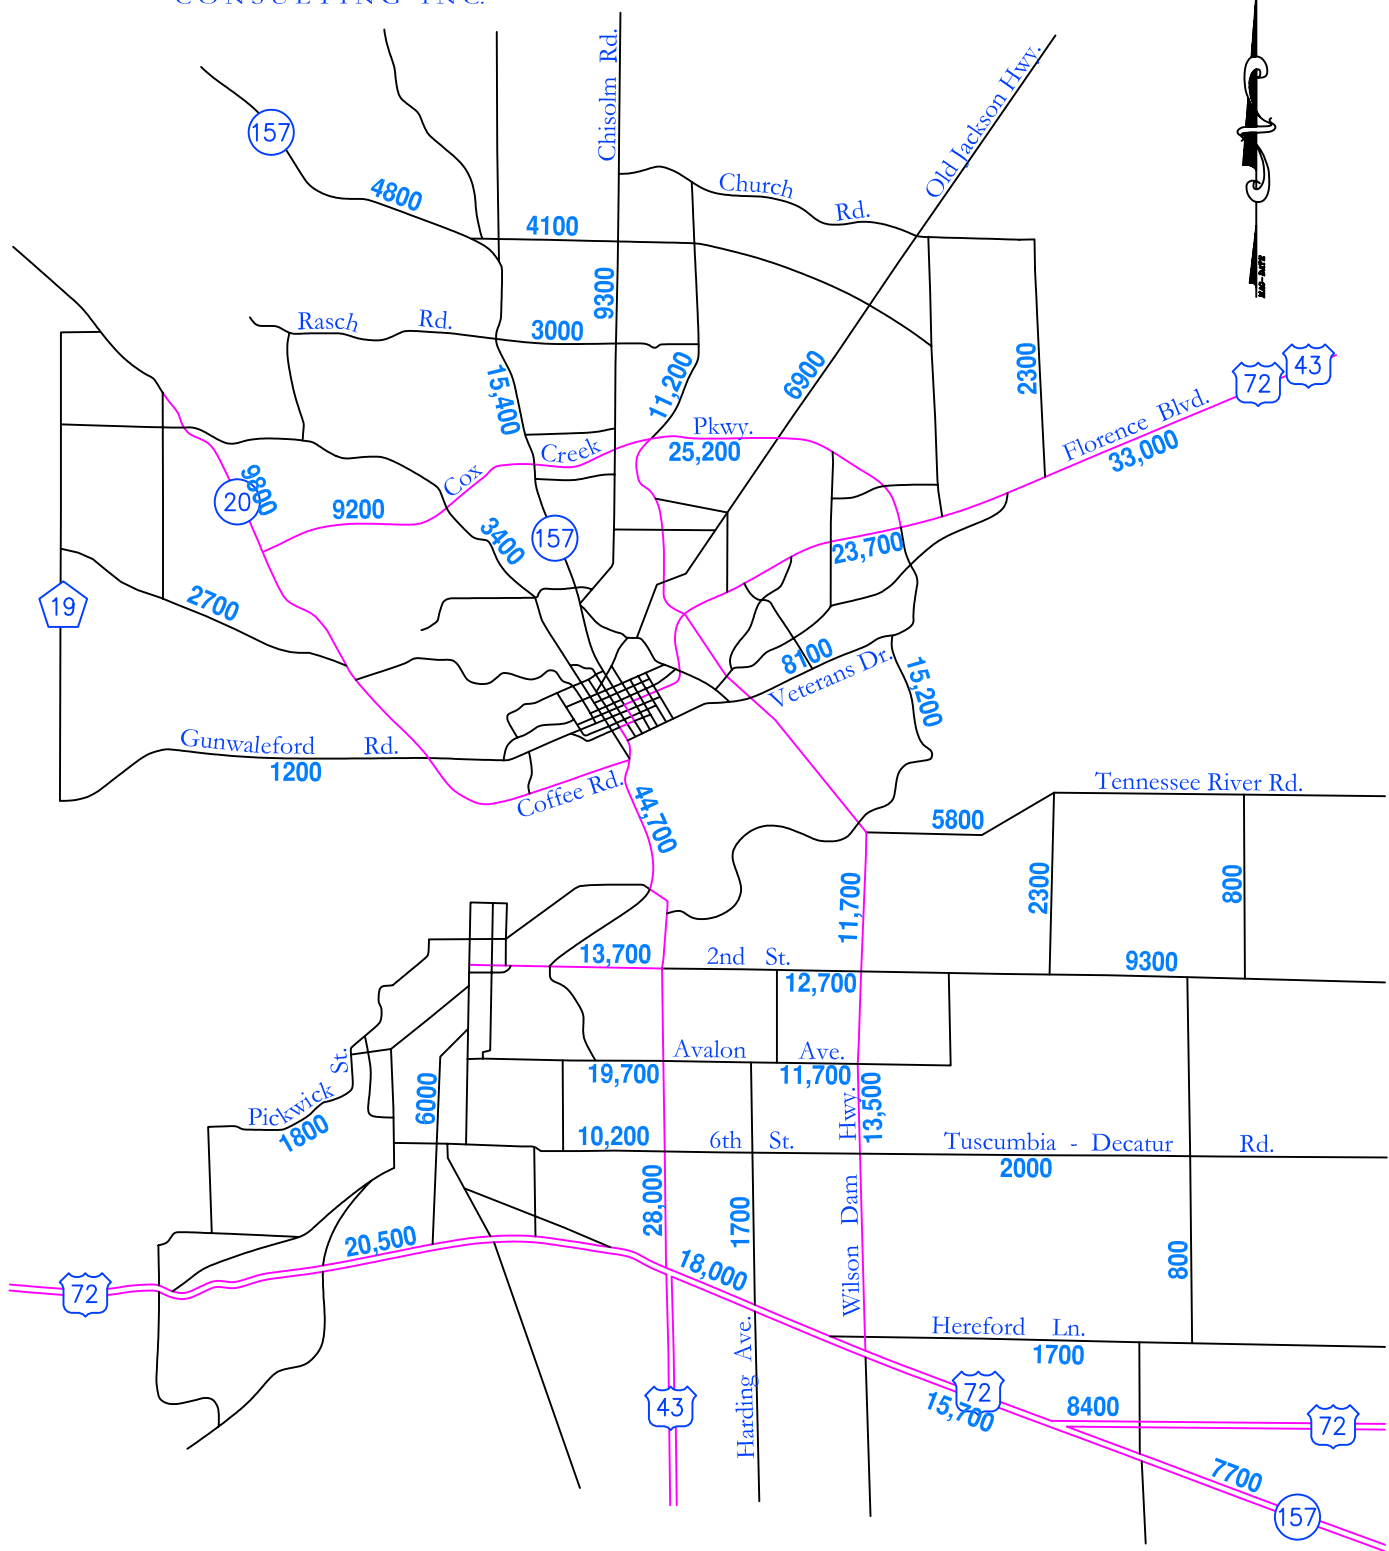 CONSULTING INC.
Chisolm Rd.
Old Jackson Hwy.
157
4800
Church Rd.
4100
9300
Rasch Rd.
3000
15,400
11,200
6900
2300
72
43
Florence Blvd.
33,000
Cox Creek Pkwy.
25,200
9800
20
9200
3400
157
23,700
19
2700
8100
Veterans Dr.
15,200
Gunwaleford Rd.
1200
Coffee Rd.
44,700
Tennessee River Rd.
5800
11,700
2300
800
13,700
2nd St.
12,700
9300
Avalon Ave.
19,700
11,700
Pickwick St.
1800
6000
13,500
10,200
6th St.
Tuscumbia - Decatur Rd.
2000
28,000
1700
Wilson Dam Hwy.
800
20,500
18,000
72
Hereford Ln.
1700
Harding Ave.
43
72
15,700
8400
72
7700
157